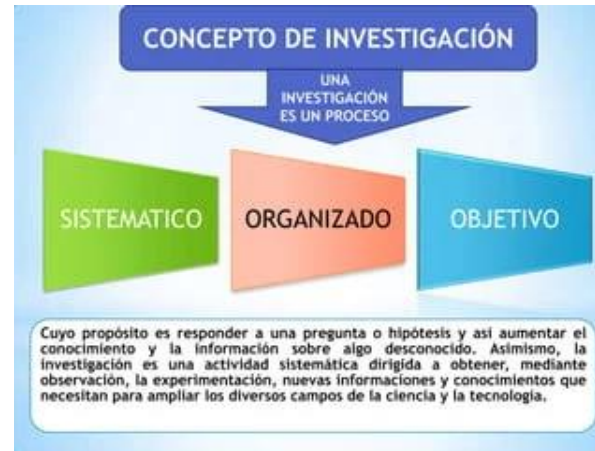 CONCEPTO DE INVESTIGACIÓN
UNA
INVESTIGACIÓN
ES UN PROCESO
SISTEMATICO
ORGANIZADO
OBJETIVO
Cuyo propósito es responder a una pregunta o hipótesis y asi aumentar el
conocimiento y la información sobre algo desconocido. Asimismo, la
investigación es una actividad sistemática dirigida a obtener, mediante
observación, la experimentación, nuevas informaciones y conocimientos que
necesitan para ampliar los diversos campos de la ciencia y la tecnología.